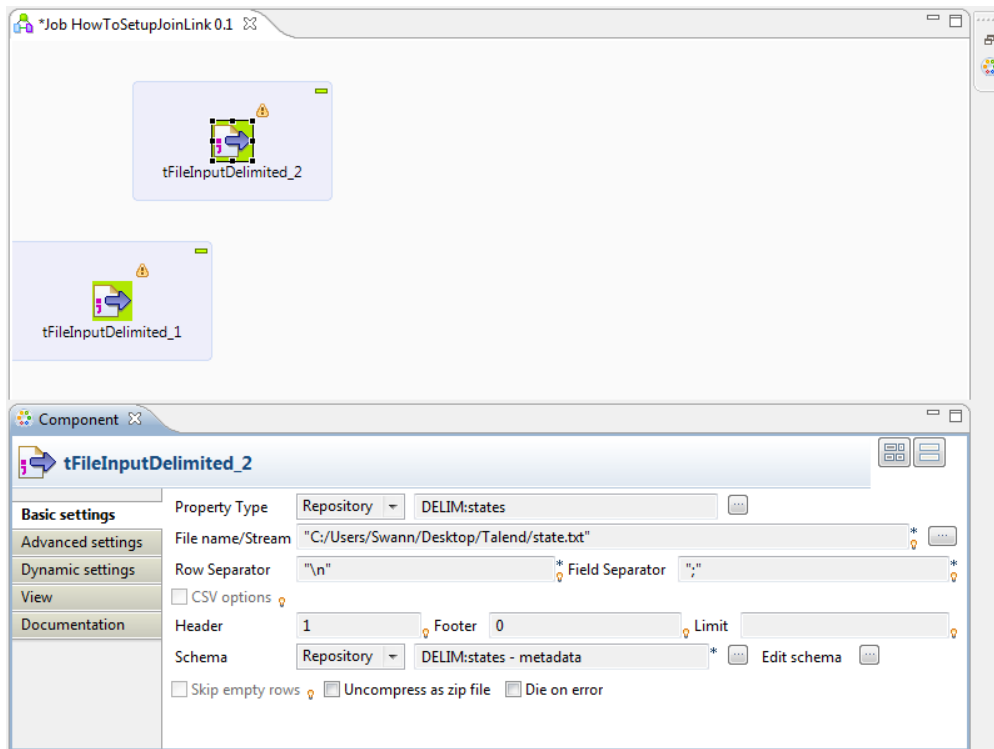 *Job HowToSetupJoinLink 0.1
tFileInputDelimited_2
tFileInputDelimited_1
Component
tFileInputDelimited_2
Basic settings
Advanced settings
Dynamic settings
View
Documentation
Property Type Repository DELIM:states ...
File name/Stream "C:/Users/Swann/Desktop/Talend/state.txt" * ...
Row Separator "\n" * Field Separator ";" *
CSV options
Header 1 Footer 0 Limit
Schema Repository DELIM:states - metadata * ... Edit schema ...
Skip empty rows Uncompress as zip file Die on error